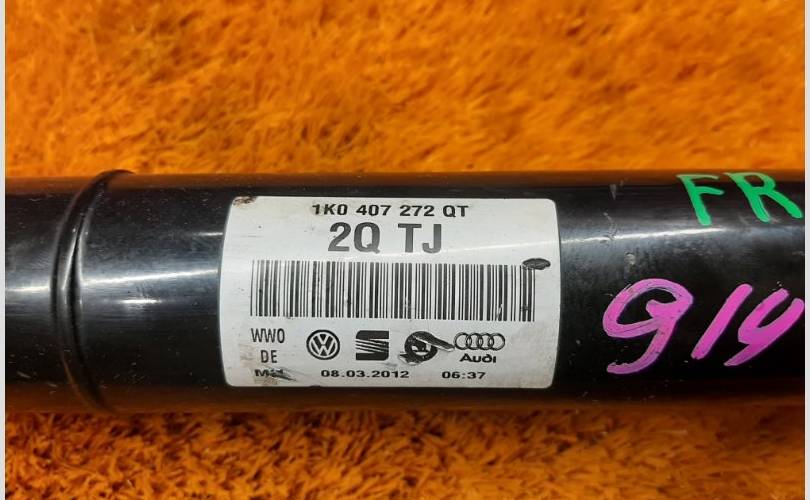 1K0 407 272 QT
2Q TJ
WWO
DE
Audi
08.03.2012 06:37
FR
914